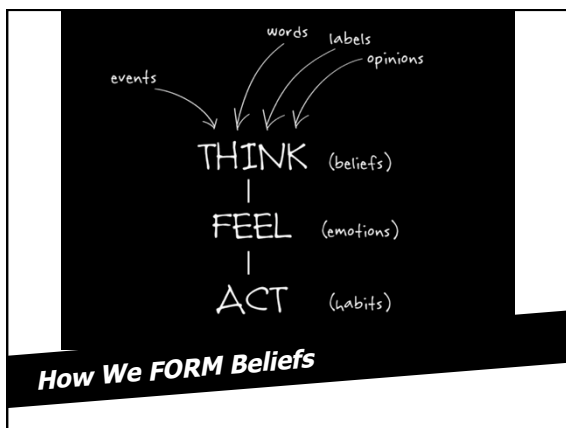 words
labels
opinions
events
THINK (beliefs)
FEEL (emotions)
ACT (habits)
How We FORM Beliefs